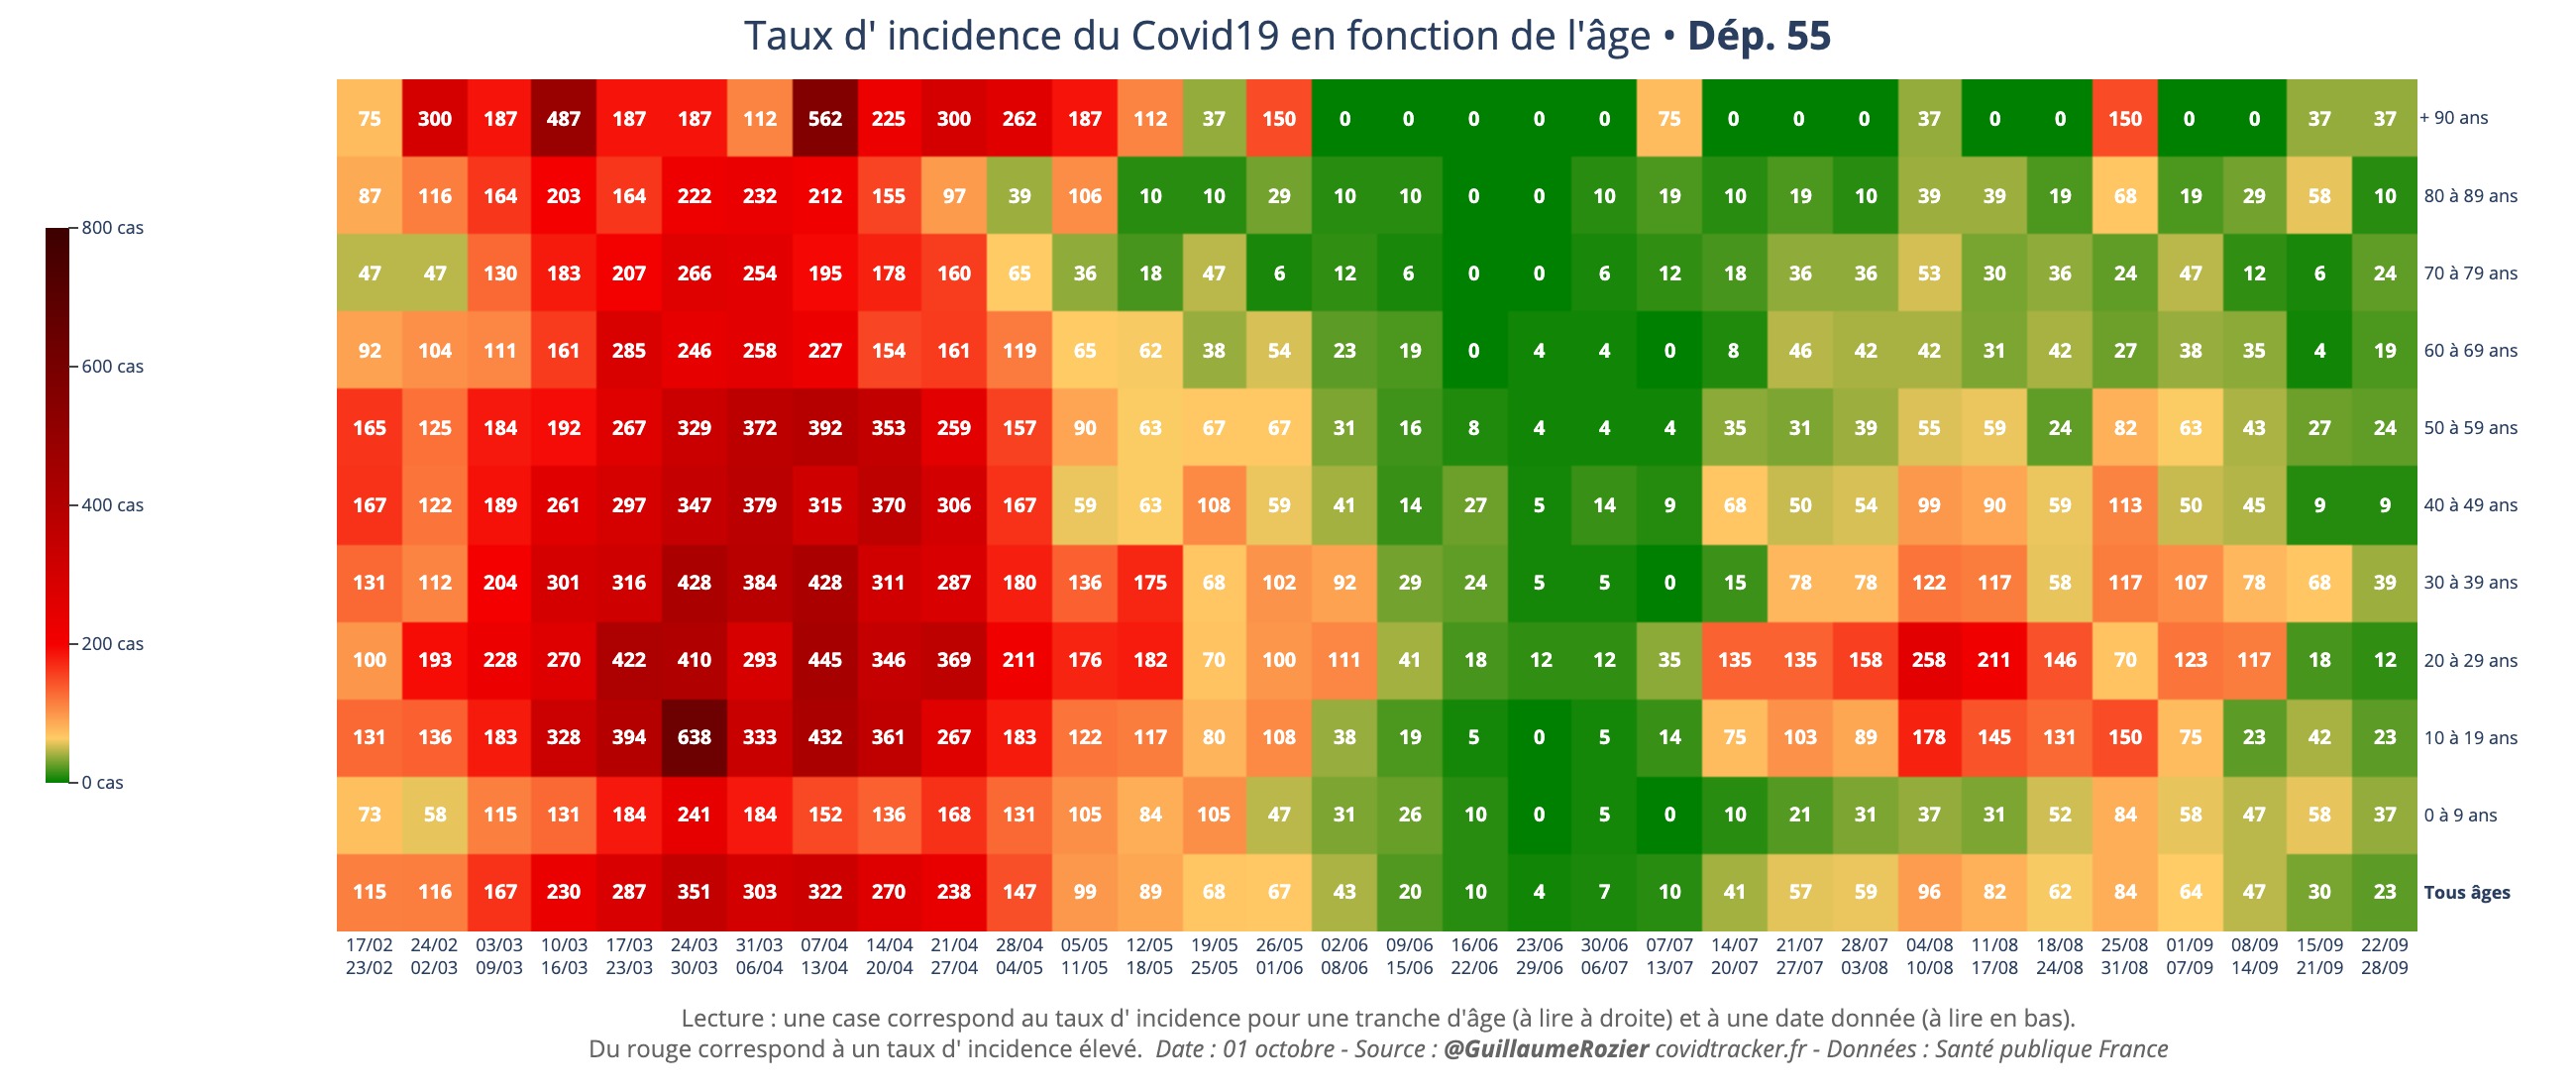 Taux d' incidence du Covid19 en fonction de l'âge • Dép. 55
800 cas
600 cas
400 cas
200 cas
0 cas
75 300 187 487 187 187 112 562 225 300 262 187 112 37 150 0 0 0 0 0 75 0 0 0 37 0 0 150 0 0 37 37 + 90 ans
87 116 164 203 164 222 232 212 155 97 39 106 10 10 29 10 10 0 0 10 19 10 19 10 39 39 19 68 19 29 58 10 80 à 89 ans
47 47 130 183 207 266 254 195 178 160 65 36 18 47 6 12 6 0 0 6 12 18 36 36 53 30 36 24 47 12 6 24 70 à 79 ans
92 104 111 161 285 246 258 227 154 161 119 65 62 38 54 23 19 0 4 4 0 8 46 42 42 31 42 27 38 35 4 19 60 à 69 ans
165 125 184 192 267 329 372 392 353 259 157 90 63 67 67 31 16 8 4 4 4 35 31 39 55 59 24 82 63 43 27 24 50 à 59 ans
167 122 189 261 297 347 379 315 370 306 167 59 63 108 59 41 14 27 5 14 9 68 50 54 99 90 59 113 50 45 9 9 40 à 49 ans
131 112 204 301 316 428 384 428 311 287 180 136 175 68 102 92 29 24 5 5 0 15 78 78 122 117 58 117 107 78 68 39 30 à 39 ans
100 193 228 270 422 410 293 445 346 369 211 176 182 70 100 111 41 18 12 12 35 135 135 158 258 211 146 70 123 117 18 12 20 à 29 ans
131 136 183 328 394 638 333 432 361 267 183 122 117 80 108 38 19 5 0 5 14 75 103 89 178 145 131 150 75 23 42 23 10 à 19 ans
73 58 115 131 184 241 184 152 136 168 131 105 84 105 47 31 26 10 0 5 0 10 21 31 37 31 52 84 58 47 58 37 0 à 9 ans
115 116 167 230 287 351 303 322 270 238 147 99 89 68 67 43 20 10 4 7 10 41 57 59 96 82 62 84 64 47 30 23 Tous âges
17/02 24/02 03/03 10/03 17/03 24/03 31/03 07/04 14/04 21/04 28/04 05/05 12/05 19/05 26/05 02/06 09/06 16/06 23/06 30/06 07/07 14/07 21/07 28/07 04/08 11/08 18/08 25/08 01/09 08/09 15/09 22/09
23/02 02/03 09/03 16/03 23/03 30/03 06/04 13/04 20/04 27/04 04/05 11/05 18/05 25/05 01/06 08/06 15/06 22/06 29/06 06/07 13/07 20/07 27/07 03/08 10/08 17/08 24/08 31/08 07/09 14/09 21/09 28/09
Lecture : une case correspond au taux d' incidence pour une tranche d'âge (à lire à droite) et à une date donnée (à lire en bas).
Du rouge correspond à un taux d' incidence élevé. Date : 01 octobre - Source : @GuillaumeRozier covidtracker.fr - Données : Santé publique France